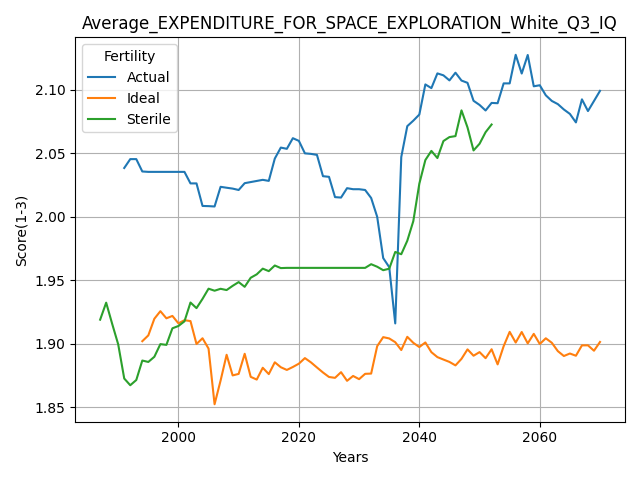 Average_EXPENDITURE_FOR_SPACE_EXPLORATION_White_Q3_IQ
Fertility
Actual
Ideal
Sterile
Score(1-3)
2.10
2.05
2.00
1.95
1.90
1.85
2000 2020 2040 2060
Years